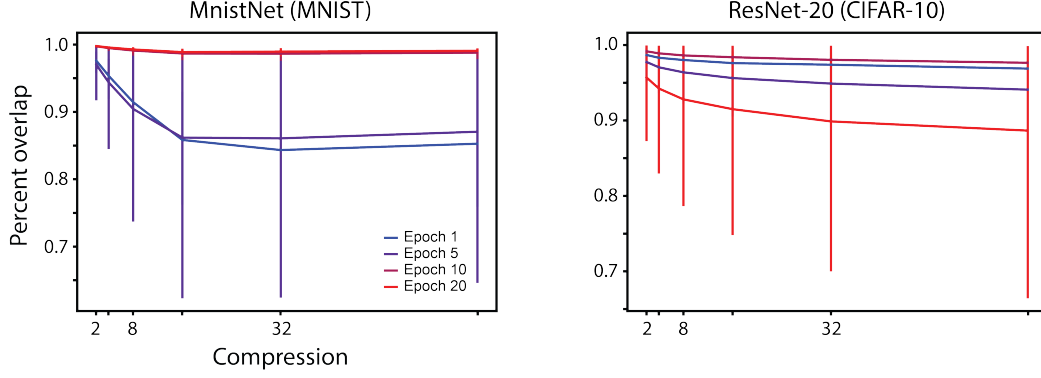 MnistNet (MNIST)
Percent overlap
1.0
0.9
0.8
0.7
Epoch 1
Epoch 5
Epoch 10
Epoch 20
2 8 32
Compression
ResNet-20 (CIFAR-10)
1.0
0.9
0.8
0.7
2 8 32